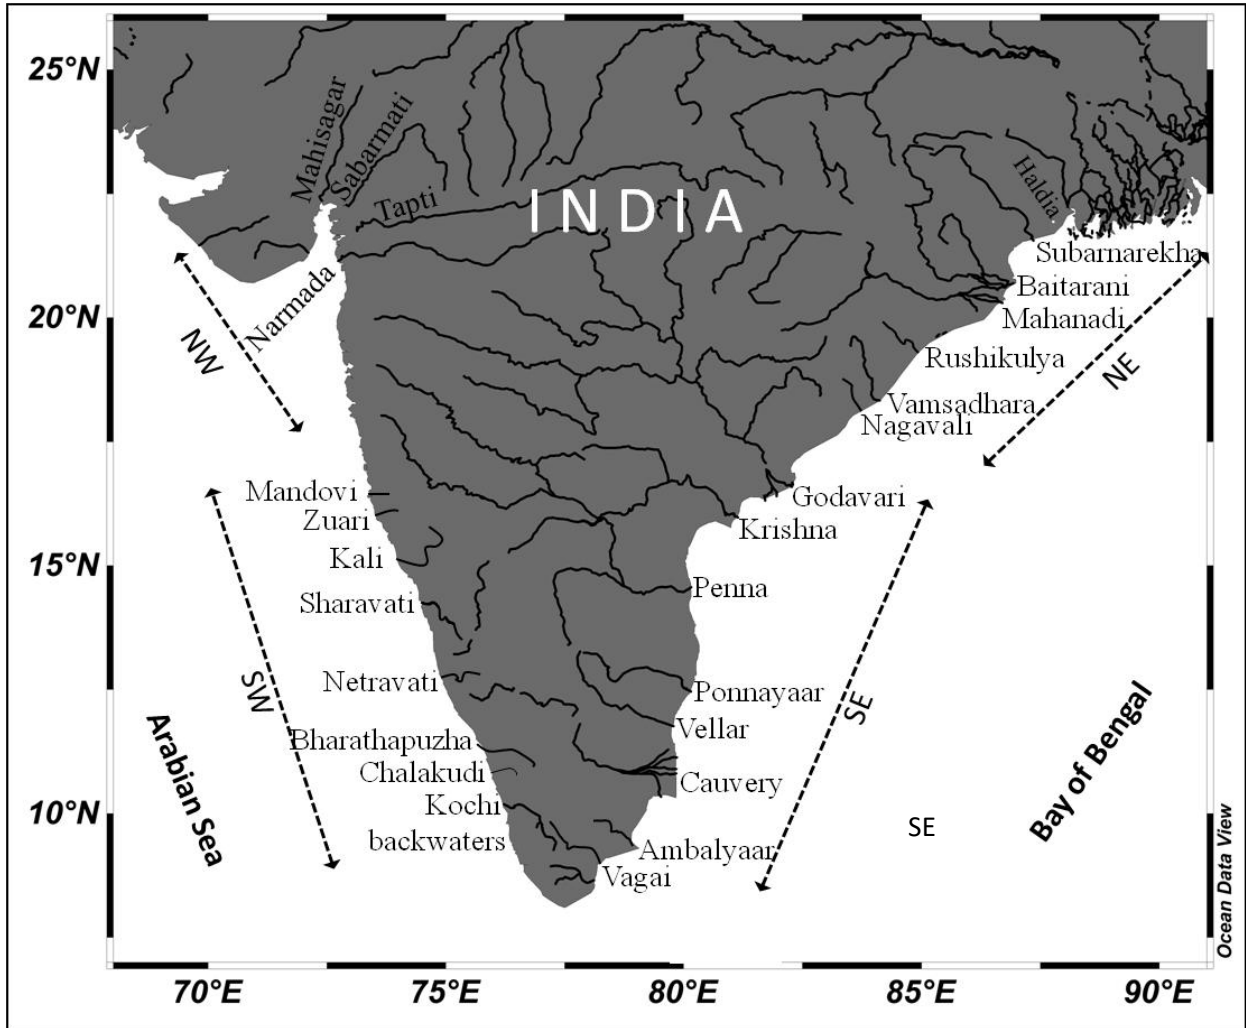 25°N
20°N
15°N
10°N
Mahisagar
Sabarmati
Tapti
INDIA
Haldia
Narmada
Subarnarekha
Baitarani
Mahanadi
Rushikulya
Vamsadhara
Nagavali
NW
NE
Mandovi
Zuari
Kali
Sharavati
Netravati
Bharathapuzha
Chalakudi
Kochi
backwaters
Godavari
Krishna
Penna
Ponnayaar
Vellar
Cauvery
Ambalyaar
Vagai
SW
SE
SE
Arabian Sea
Bay of Bengal
Ocean Data View
70°E
75°E
80°E
85°E
90°E